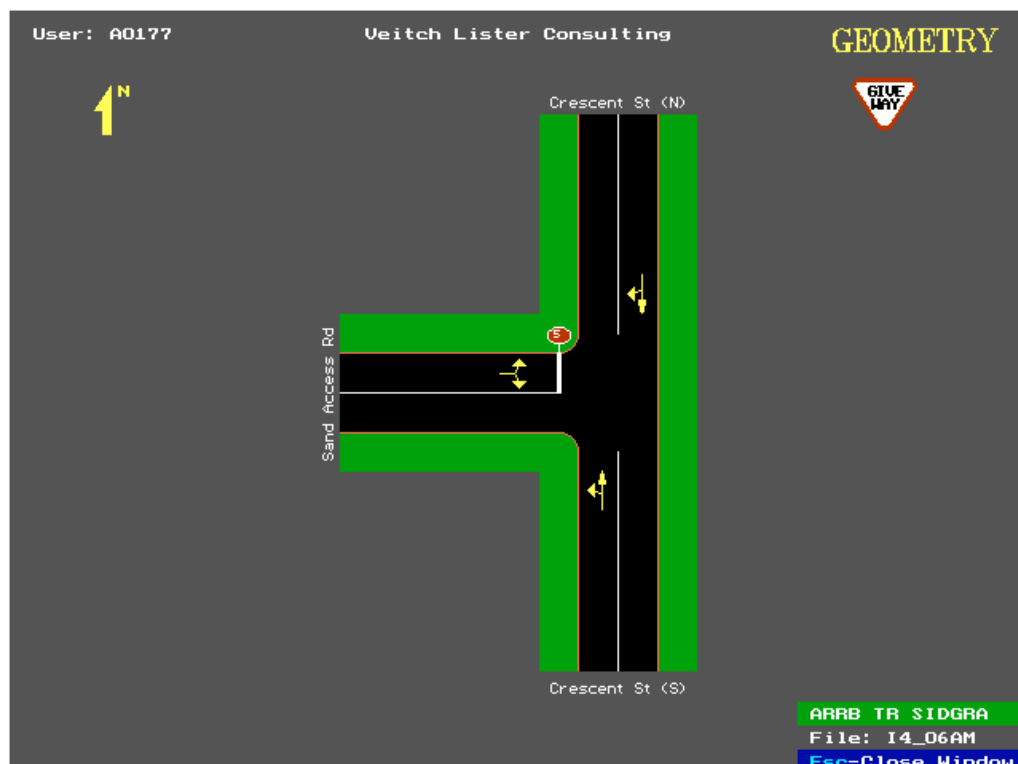 User: A0177
Veitch Lister Consulting
GEOMETRY
N
GIVE
WAY
Crescent St (N)
Sand Access Rd
5
Crescent St (S)
ARRB TR SIDGRA
File: I4_06AM
Esc-Close Window